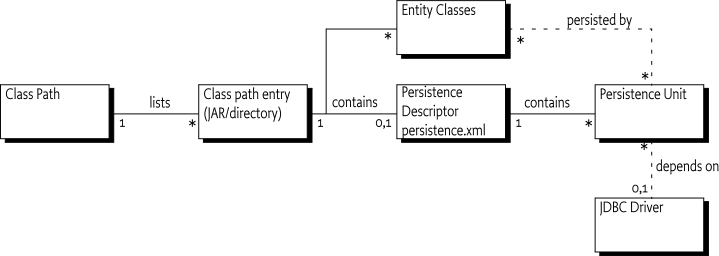 Entity Classes
persisted by
*
*
Class Path
lists
Class path entry
(JAR/directory)
contains
Persistence
Descriptor
persistence.xml
contains
*
Persistence Unit
1
*
1
0,1
1
*
*
depends on
0,1
JDBC Driver